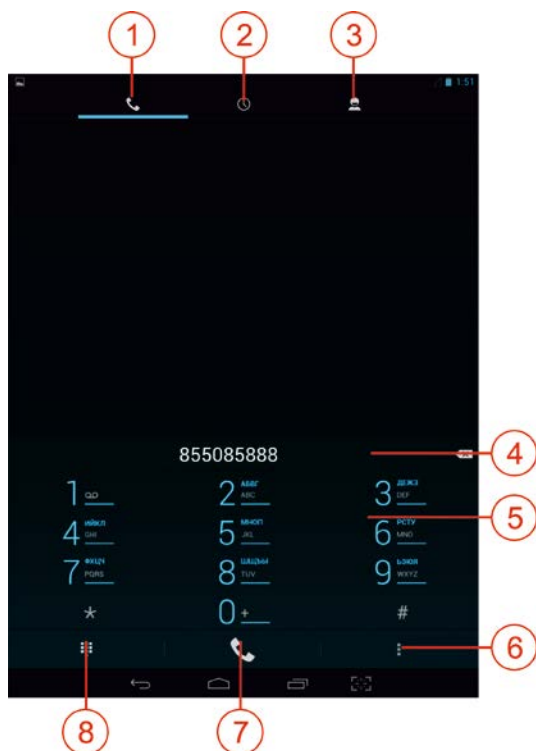 1 2 3
1:51
855085888
4
1 2 АБВГ ABC 3 ДЕЖЗ DEF
5
4 ИЙКЛ GHI 5 МНОП JKL 6 РСТУ MNO
7 ФХЦЧ PQRS 8 ШЩЪЫ TUV 9 ЬЭЮЯ WXYZ
* 0 + #
6
8 7